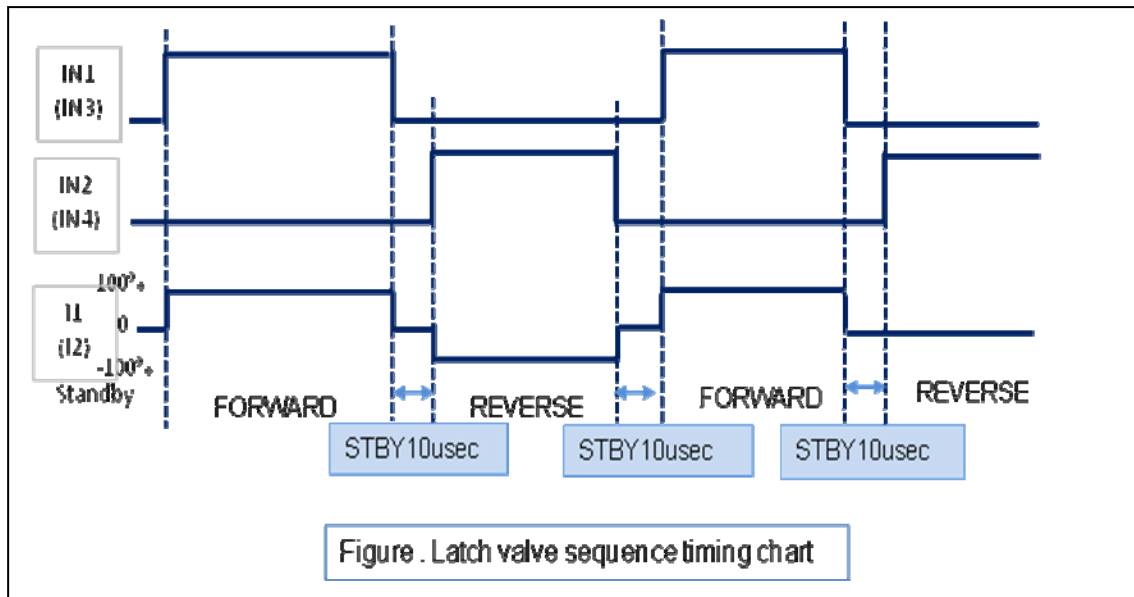 IN1
(IN3)
IN2
(IN4)
100%
I1
0
(I2)
-100%
Standby
FORWARD
REVERSE
FORWARD
REVERSE
STBY10usec
STBY10usec
STBY10usec
Figure . Latch valve sequence timing chart